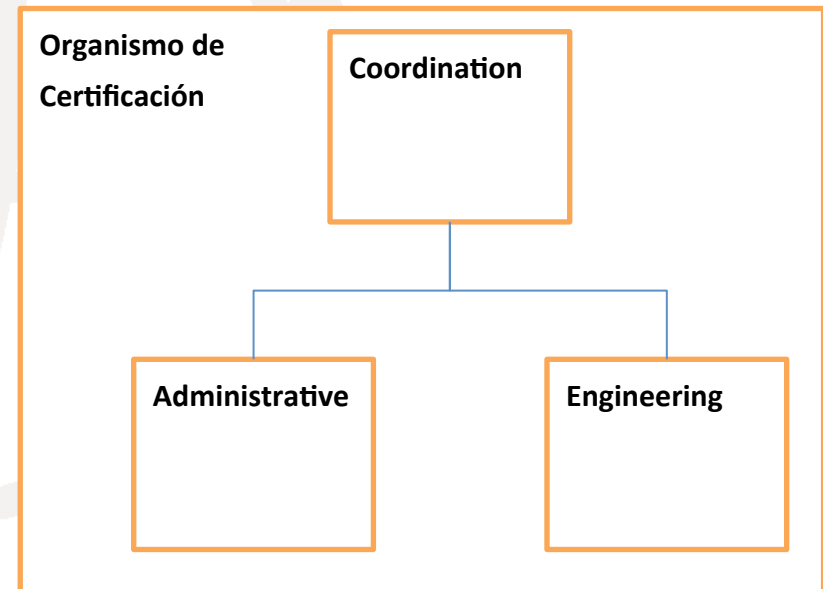 Organismo de
Certificación
Coordination
Administrative
Engineering